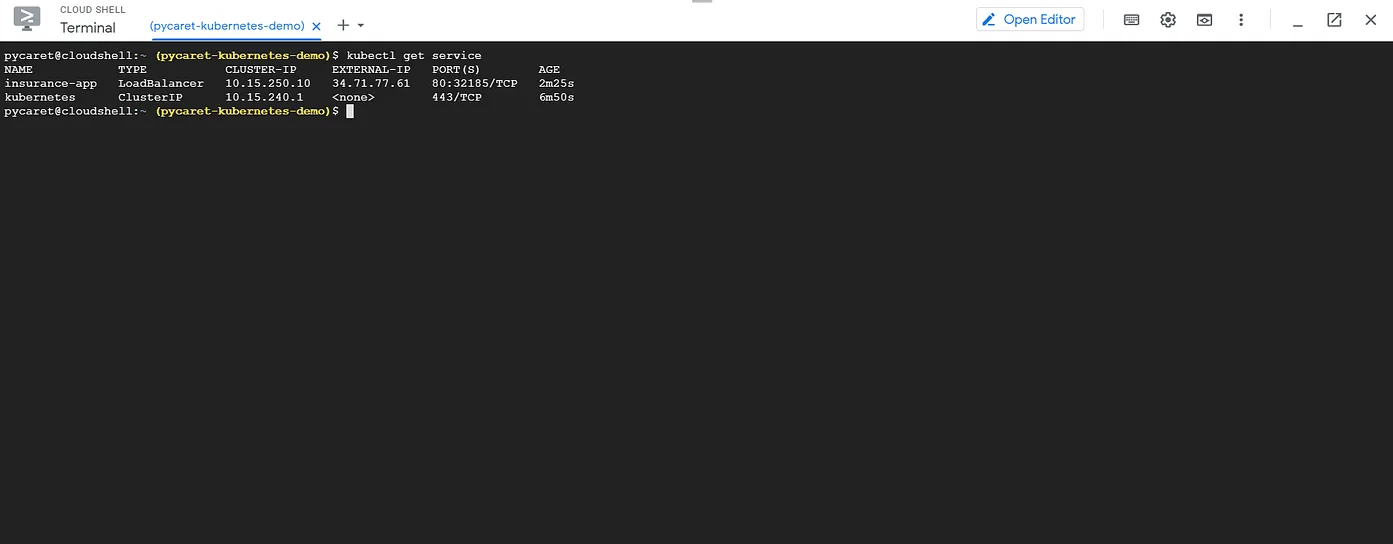 CLOUD SHELL
Terminal
(pycaret-kubernetes-demo)
Open Editor
pycaret@cloudshell:~ (pycaret-kubernetes-demo)$ kubectl get service
NAME TYPE CLUSTER-IP EXTERNAL-IP PORT(S) AGE
insurance-app LoadBalancer 10.15.250.10 34.71.77.61 80:32185/TCP 2m25s
kubernetes ClusterIP 10.15.240.1 <none> 443/TCP 6m50s
pycaret@cloudshell:~ (pycaret-kubernetes-demo)$